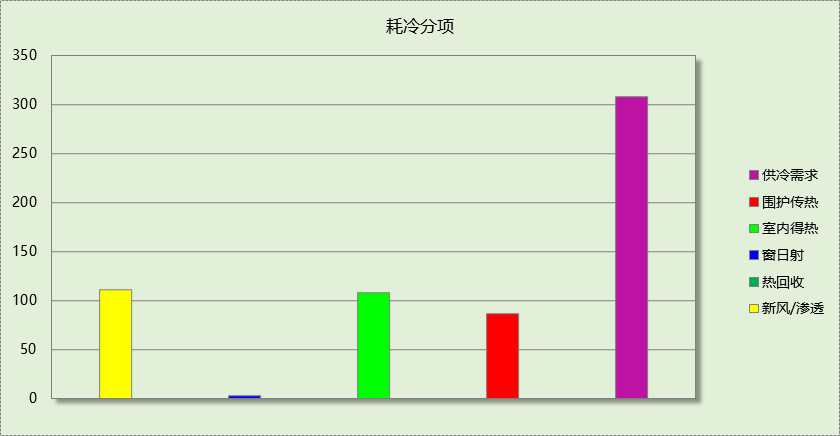 耗冷分项
350
300
250
200
150
100
50
0
供冷需求
围护传热
室内得热
窗日射
热回收
新风/渗透